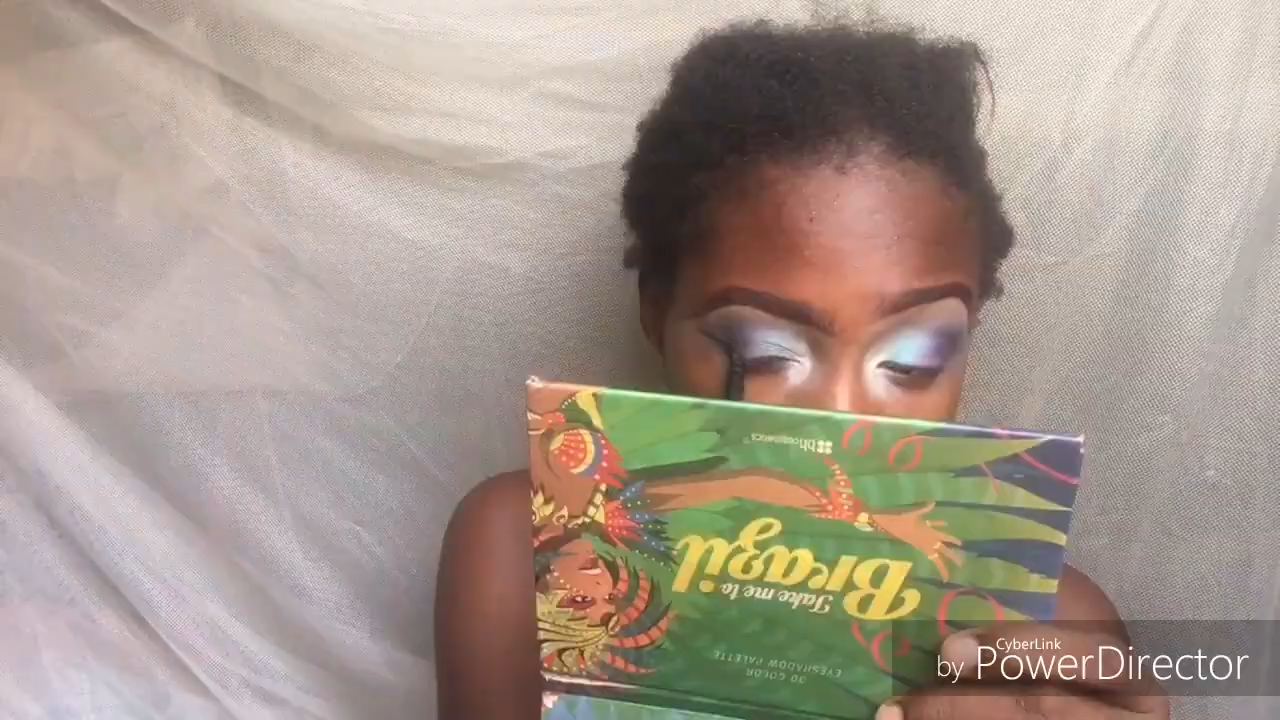 bhcosmetics
Take me to
Brazil
30 COLOR
EYESHADOW PALETTE
CyberLink
by PowerDirector